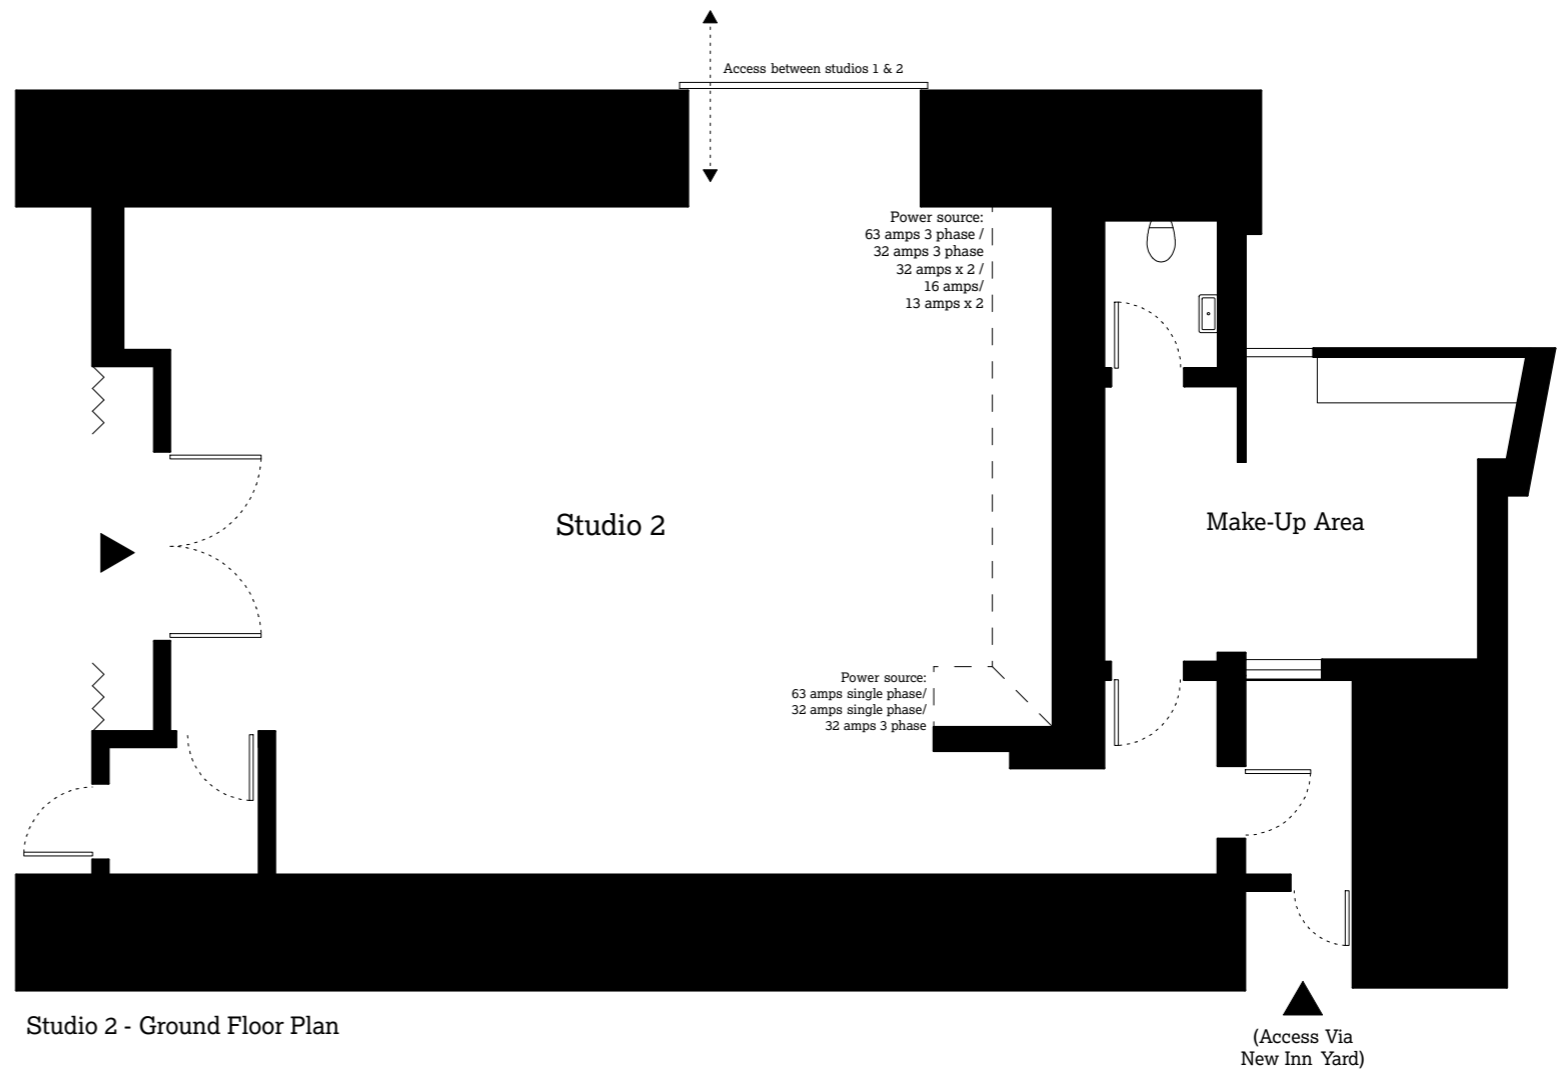 Access between studios 1 & 2
Power source:
63 amps 3 phase /
32 amps 3 phase
32 amps x 2 /
16 amps/
13 amps x 2
Studio 2
Make-Up Area
Power source:
63 amps single phase/
32 amps single phase/
32 amps 3 phase
Studio 2 - Ground Floor Plan
(Access Via
New Inn Yard)